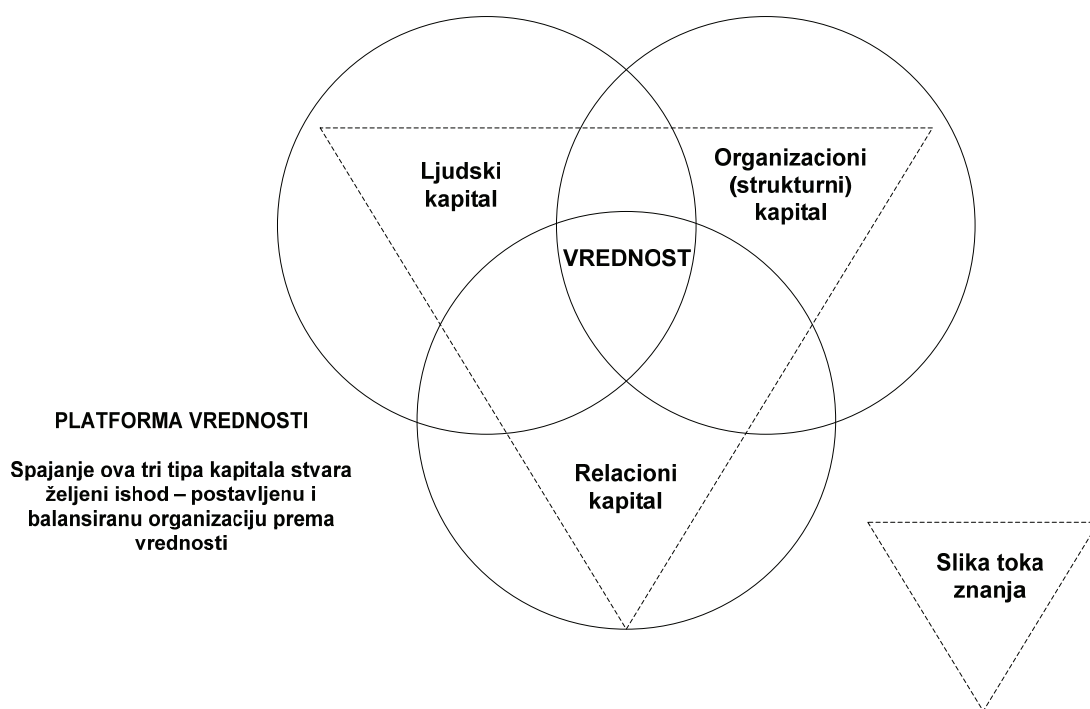 Ljudski
kapital
Organizacioni
(strukturni)
kapital
VREDNOST
Relacioni
kapital
PLATFORMA VREDNOSTI
Spajanje ova tri tipa kapitala stvara
željeni ishod – postavljenu i
balansiranu organizaciju prema
vrednosti
Slika toka
znanja